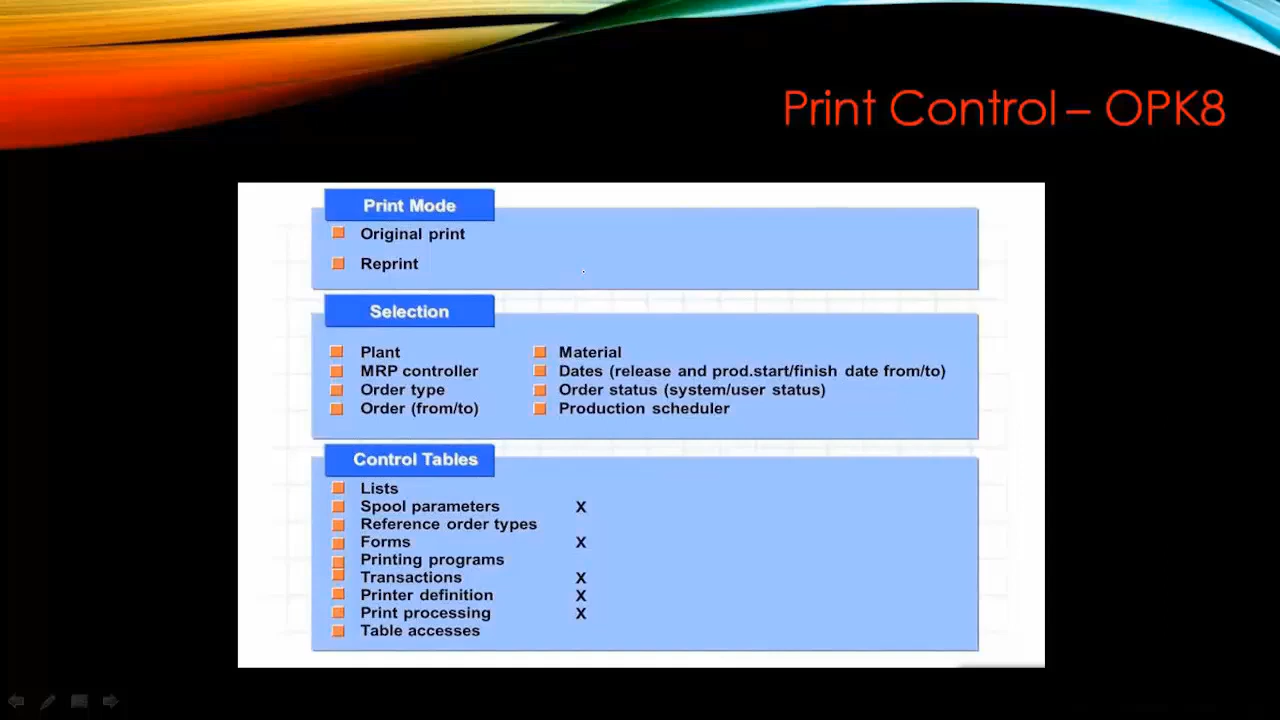 Print Control – OPK8
Print Mode
Original print
Reprint
Selection
Plant
MRP controller
Order type
Order (from/to)
Material
Dates (release and prod.start/finish date from/to)
Order status (system/user status)
Production scheduler
Control Tables
Lists
Spool parameters X
Reference order types
Forms X
Printing programs
Transactions X
Printer definition X
Print processing X
Table accesses